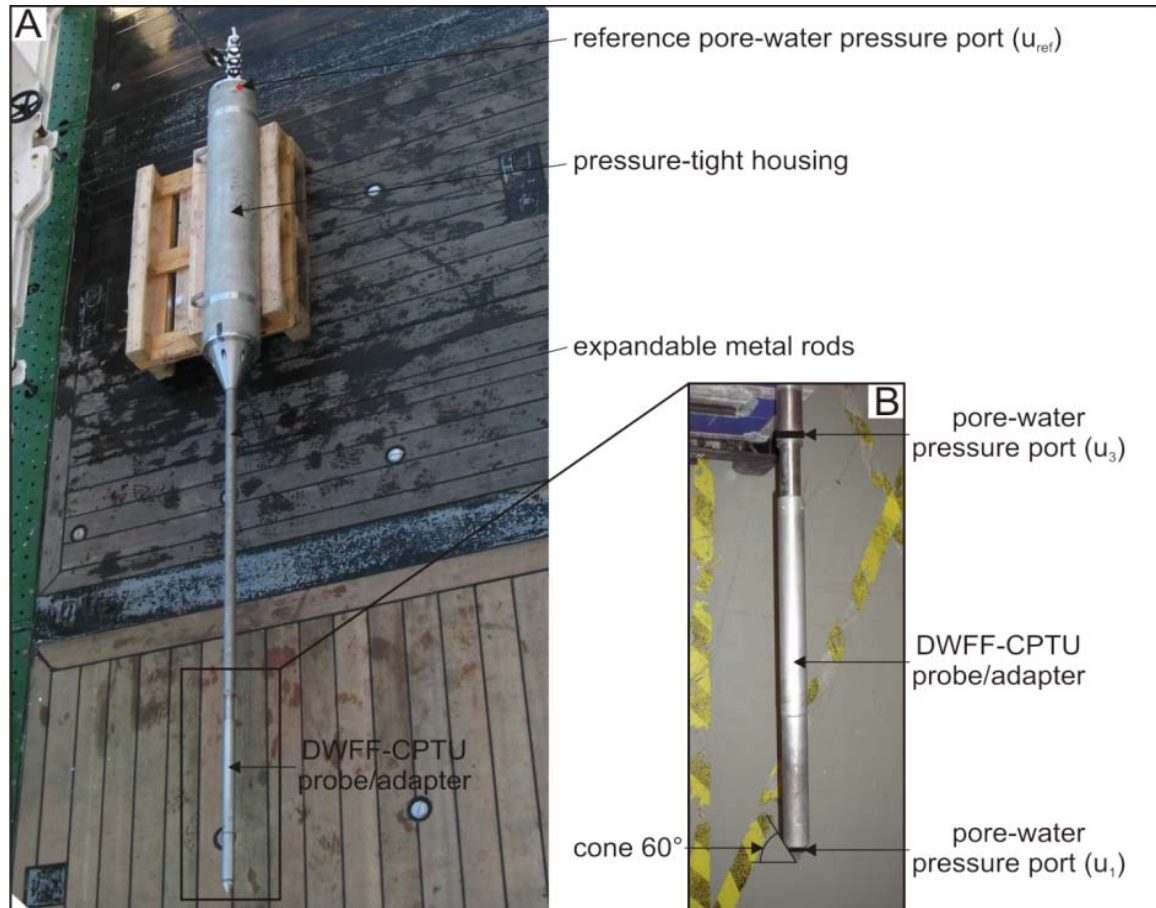 A
reference pore-water pressure port (u_ref)
pressure-tight housing
expandable metal rods
B
pore-water
pressure port (u₃)
DWFF-CPTU
probe/adapter
DWFF-CPTU
probe/adapter
cone 60°
pore-water
pressure port (u₁)